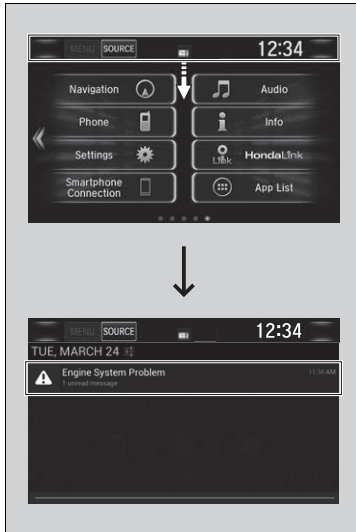 MENU SOURCE 12:34
Navigation Audio
Phone Info
Settings Link HondaLink
Smartphone
Connection App List
MENU SOURCE 12:34
TUE, MARCH 24
Engine System Problem 11:30 AM
1 unread message